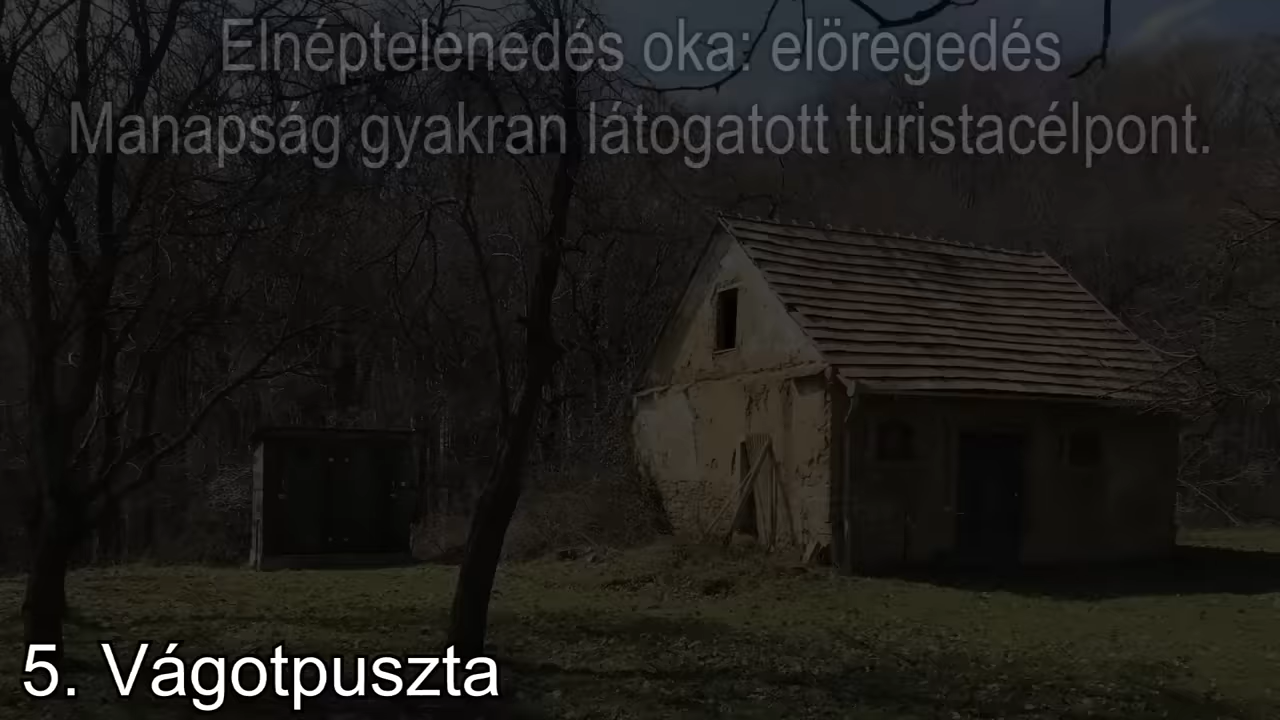 Elnéptelenedés oka: elöregedés
Manapság gyakran látogatott turistacélpont.
5. Vágotpuszta